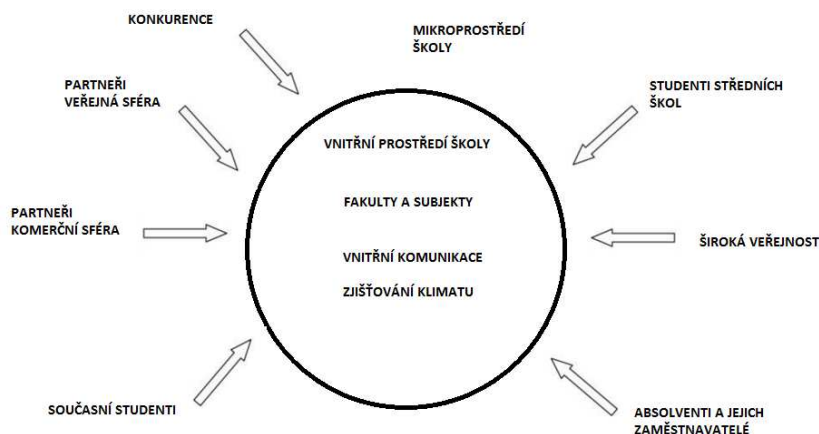 KONKURENCE
MIKROPROSTŘEDÍ
ŠKOLY
PARTNEŘI
VEŘEJNÁ SFÉRA
STUDENTI STŘEDNÍCH
ŠKOL
VNITŘNÍ PROSTŘEDÍ ŠKOLY
FAKULTY A SUBJEKTY
PARTNEŘI
KOMERČNÍ SFÉRA
ŠIROKÁ VEŘEJNOST
VNITŘNÍ KOMUNIKACE
ZJIŠŤOVÁNÍ KLIMATU
SOUČASNÍ STUDENTI
ABSOLVENTI A JEJICH
ZAMĚSTNAVATELÉ